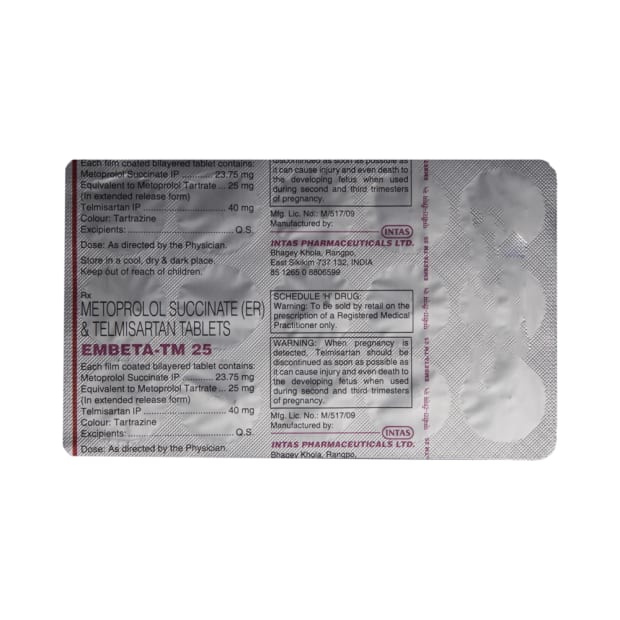 Each film coated bilayered tablet contains:
Metoprolol Succinate IP .......... 23.75 mg
Equivalent to Metoprolol Tartrate .. 25 mg
(In extended release form)
Telmisartan IP ......................... 40 mg
Colour: Tartrazine
Excipients: ................................ Q.S.
Dose: As directed by the Physician.
Store in a cool, dry & dark place.
Keep out of reach of children.
Rx
METOPROLOL SUCCINATE (ER)
& TELMISARTAN TABLETS
EMBETA-TM 25
Each film coated bilayered tablet contains:
Metoprolol Succinate IP .......... 23.75 mg
Equivalent to Metoprolol Tartrate .. 25 mg
(In extended release form)
Telmisartan IP ......................... 40 mg
Colour: Tartrazine
Excipients: ................................ Q.S.
Dose: As directed by the Physician.
discontinued as soon as possible as
it can cause injury and even death to
the developing fetus when used
during second and third trimesters
of pregnancy.
Mfg. Lic. No.: M/517/09
Manufactured by:
INTAS
INTAS PHARMACEUTICALS LTD.
Bhagey Khola, Rangpo,
East Sikikim-737 132, INDIA
85 1265 0 8806599
SCHEDULE 'H' DRUG:
Warning: To be sold by retail on the
prescription of a Registered Medical
Practitioner only.
WARNING: When pregnancy is
detected, Telmisartan should be
discontinued as soon as possible as
it can cause injury and even death to
the developing fetus when used
during second and third trimesters
of pregnancy.
Mfg. Lic. No.: M/517/09
Manufactured by:
INTAS
INTAS PHARMACEUTICALS LTD.
Bhagey Khola, Rangpo,